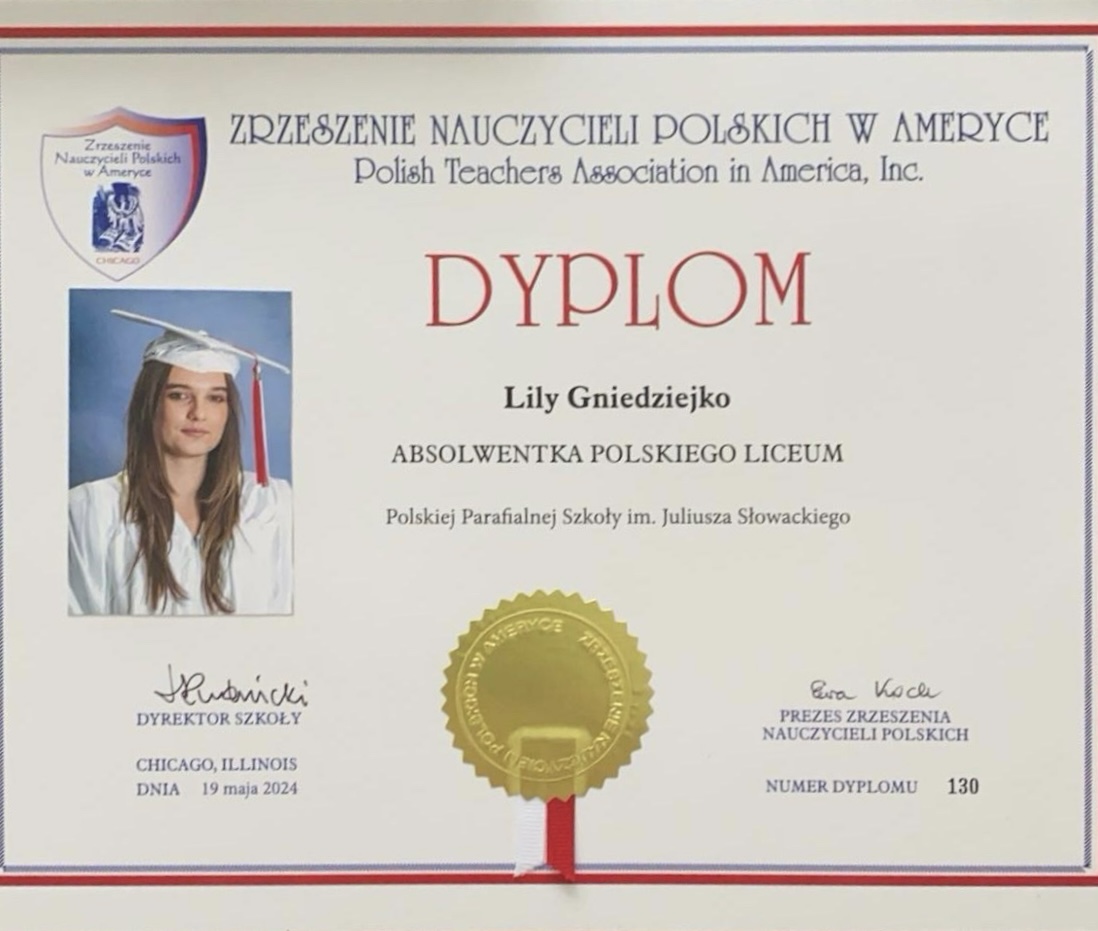 ZRZESZENIE NAUCZYCIELI POLSKICH W AMERYCE
Polish Teachers Association in America, Inc.
Zrzeszenie
Nauczycieli Polskich
w Ameryce
CHICAGO
DYPLOM
Lily Gniedziejko
ABSOLWENTKA POLSKIEGO LICEUM
Polskiej Parafialnej Szkoły im. Juliusza Słowackiego
ZRZESZENIE NAUCZYCIELI POLSKICH W AMERYCE
DYREKTOR SZKOŁY
CHICAGO, ILLINOIS
DNIA 19 maja 2024
Ewa Koch
PREZES ZRZESZENIA
NAUCZYCIELI POLSKICH
NUMER DYPLOMU 130